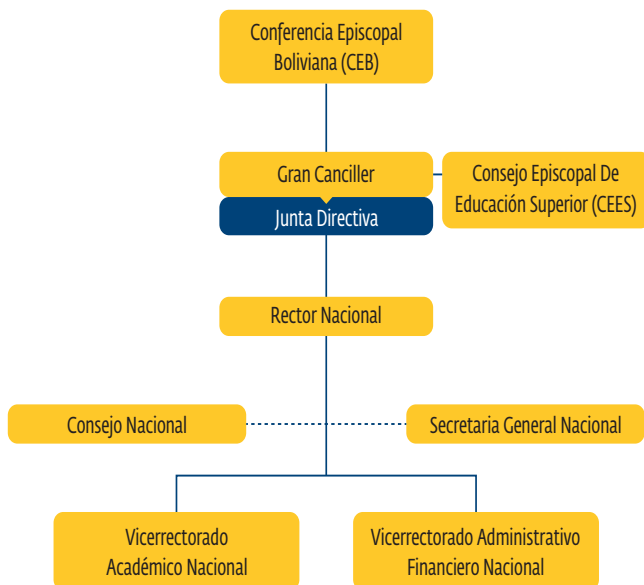 Conferencia Episcopal
Boliviana (CEB)
Gran Canciller
Consejo Episcopal De
Educación Superior (CEES)
Junta Directiva
Rector Nacional
Consejo Nacional
Secretaria General Nacional
Vicerrectorado
Académico Nacional
Vicerrectorado Administrativo
Financiero Nacional